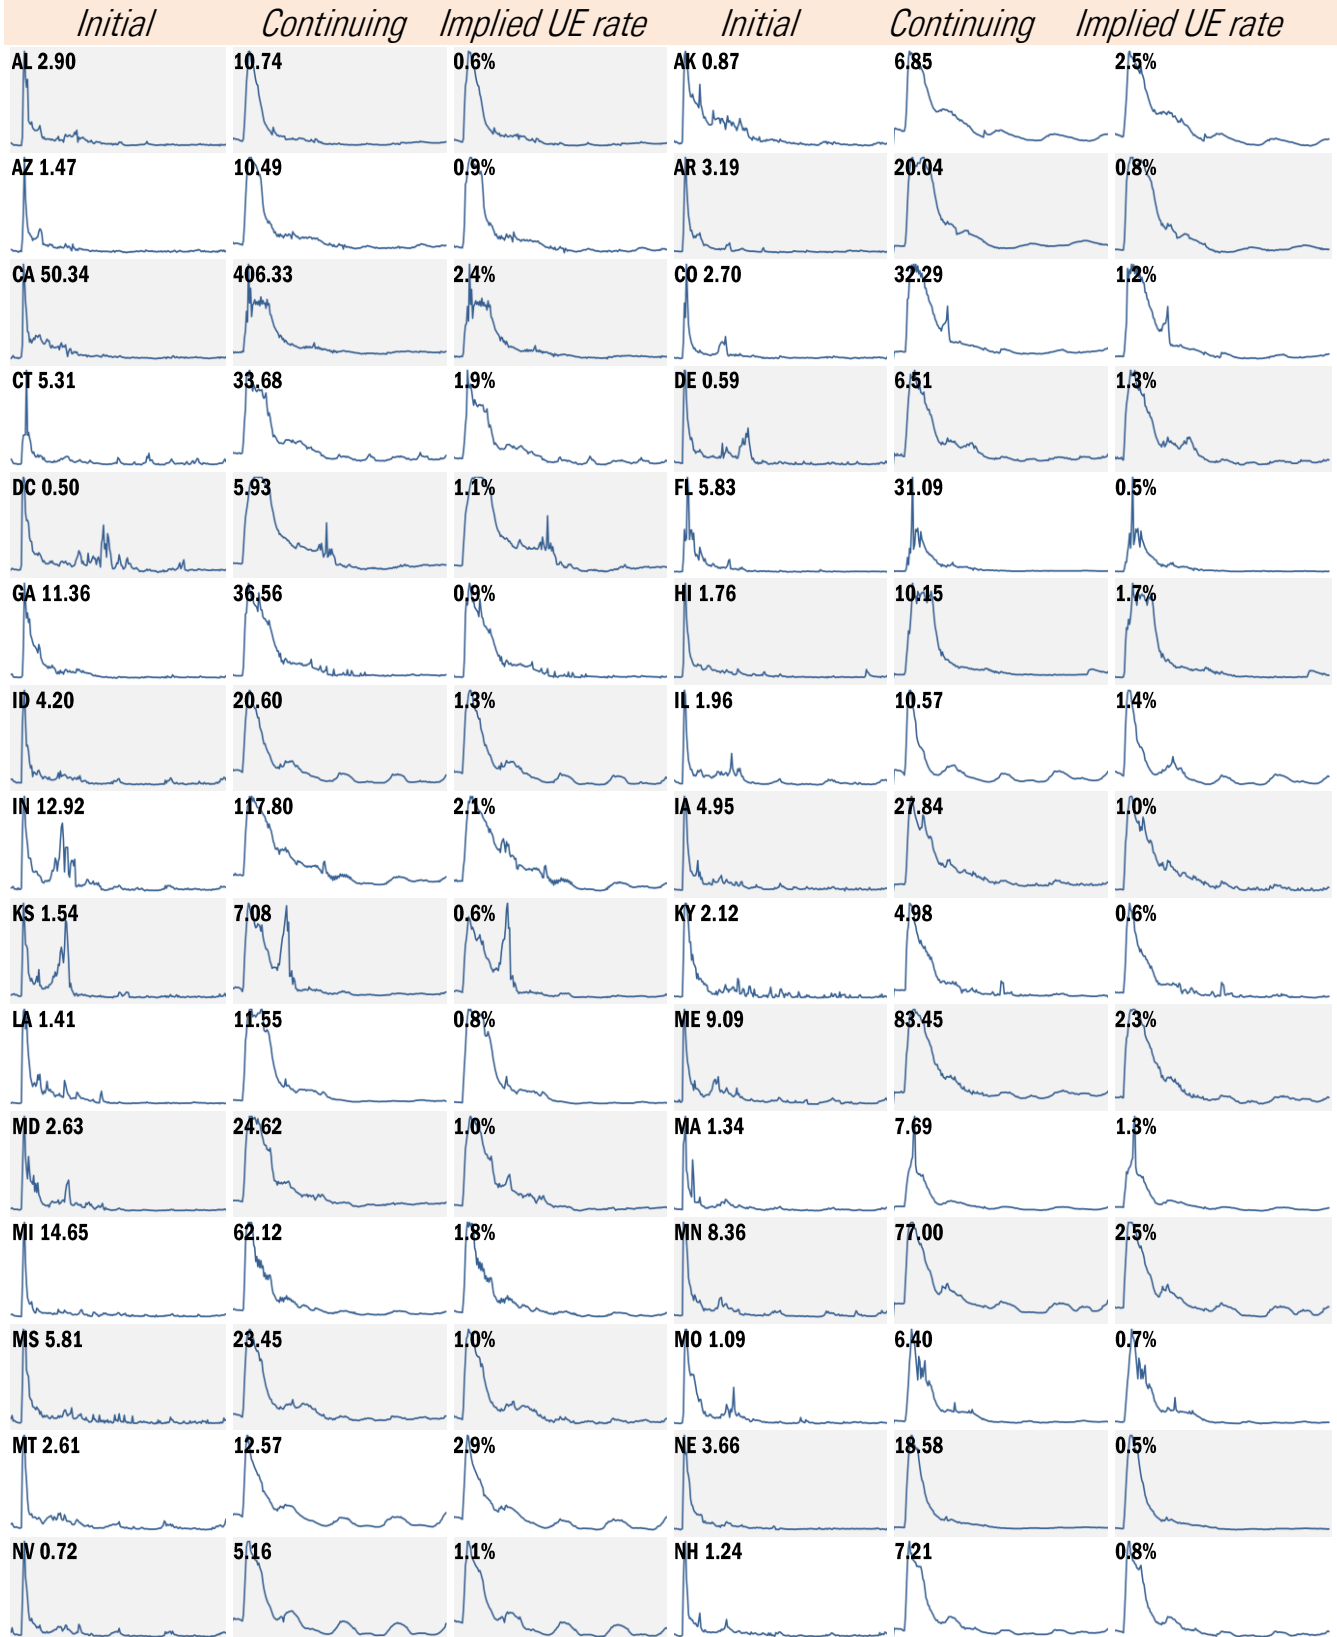 Initial Continuing Implied UE rate Initial Continuing Implied UE rate
AL 2.90 10.74 0.6% AK 0.87 6.85 2.5%
AZ 1.47 10.49 0.9% AR 3.19 20.04 0.8%
CA 50.34 406.33 2.4% CO 2.70 32.29 1.2%
CT 5.31 33.68 1.9% DE 0.59 6.51 1.3%
DC 0.50 5.93 1.1% FL 5.83 31.09 0.5%
GA 11.36 36.56 0.9% HI 1.76 10.15 1.7%
ID 4.20 20.60 1.3% IL 1.96 10.57 1.4%
IN 12.92 117.80 2.1% IA 4.95 27.84 1.0%
KS 1.54 7.08 0.6% KY 2.12 4.98 0.6%
LA 1.41 11.55 0.8% ME 9.09 83.45 2.3%
MD 2.63 24.62 1.0% MA 1.34 7.69 1.3%
MI 14.65 62.12 1.8% MN 8.36 77.00 2.5%
MS 5.81 23.45 1.0% MO 1.09 6.40 0.7%
MT 2.61 12.57 2.9% NE 3.66 18.58 0.5%
NV 0.72 5.16 1.1% NH 1.24 7.21 0.8%